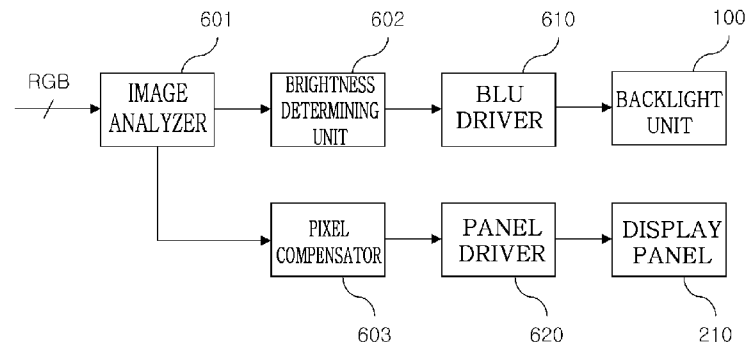 601
602
610
100
RGB
IMAGE
ANALYZER
BRIGHTNESS
DETERMINING
UNIT
BLU
DRIVER
BACKLIGHT
UNIT
PIXEL
COMPENSATOR
PANEL
DRIVER
DISPLAY
PANEL
603
620
210